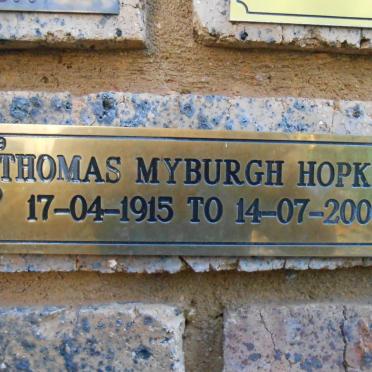 THOMAS MYBURGH HOPK
17-04-1915 TO 14-07-200